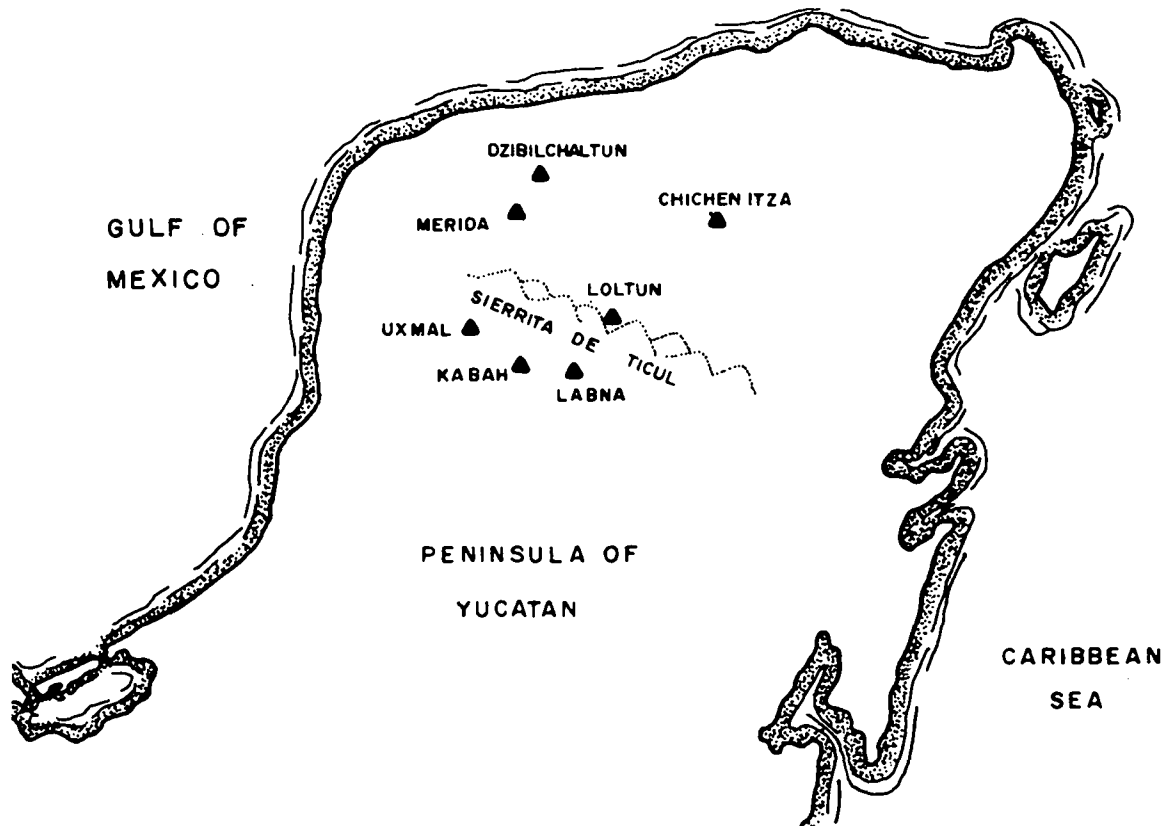 DZIBILCHALTUN
CHICHEN ITZA
MERIDA
GULF OF
MEXICO
LOLTUN
SIERRITA DE TICUL
UXMAL
KABAH
LABNA
PENINSULA OF
YUCATAN
CARIBBEAN
SEA